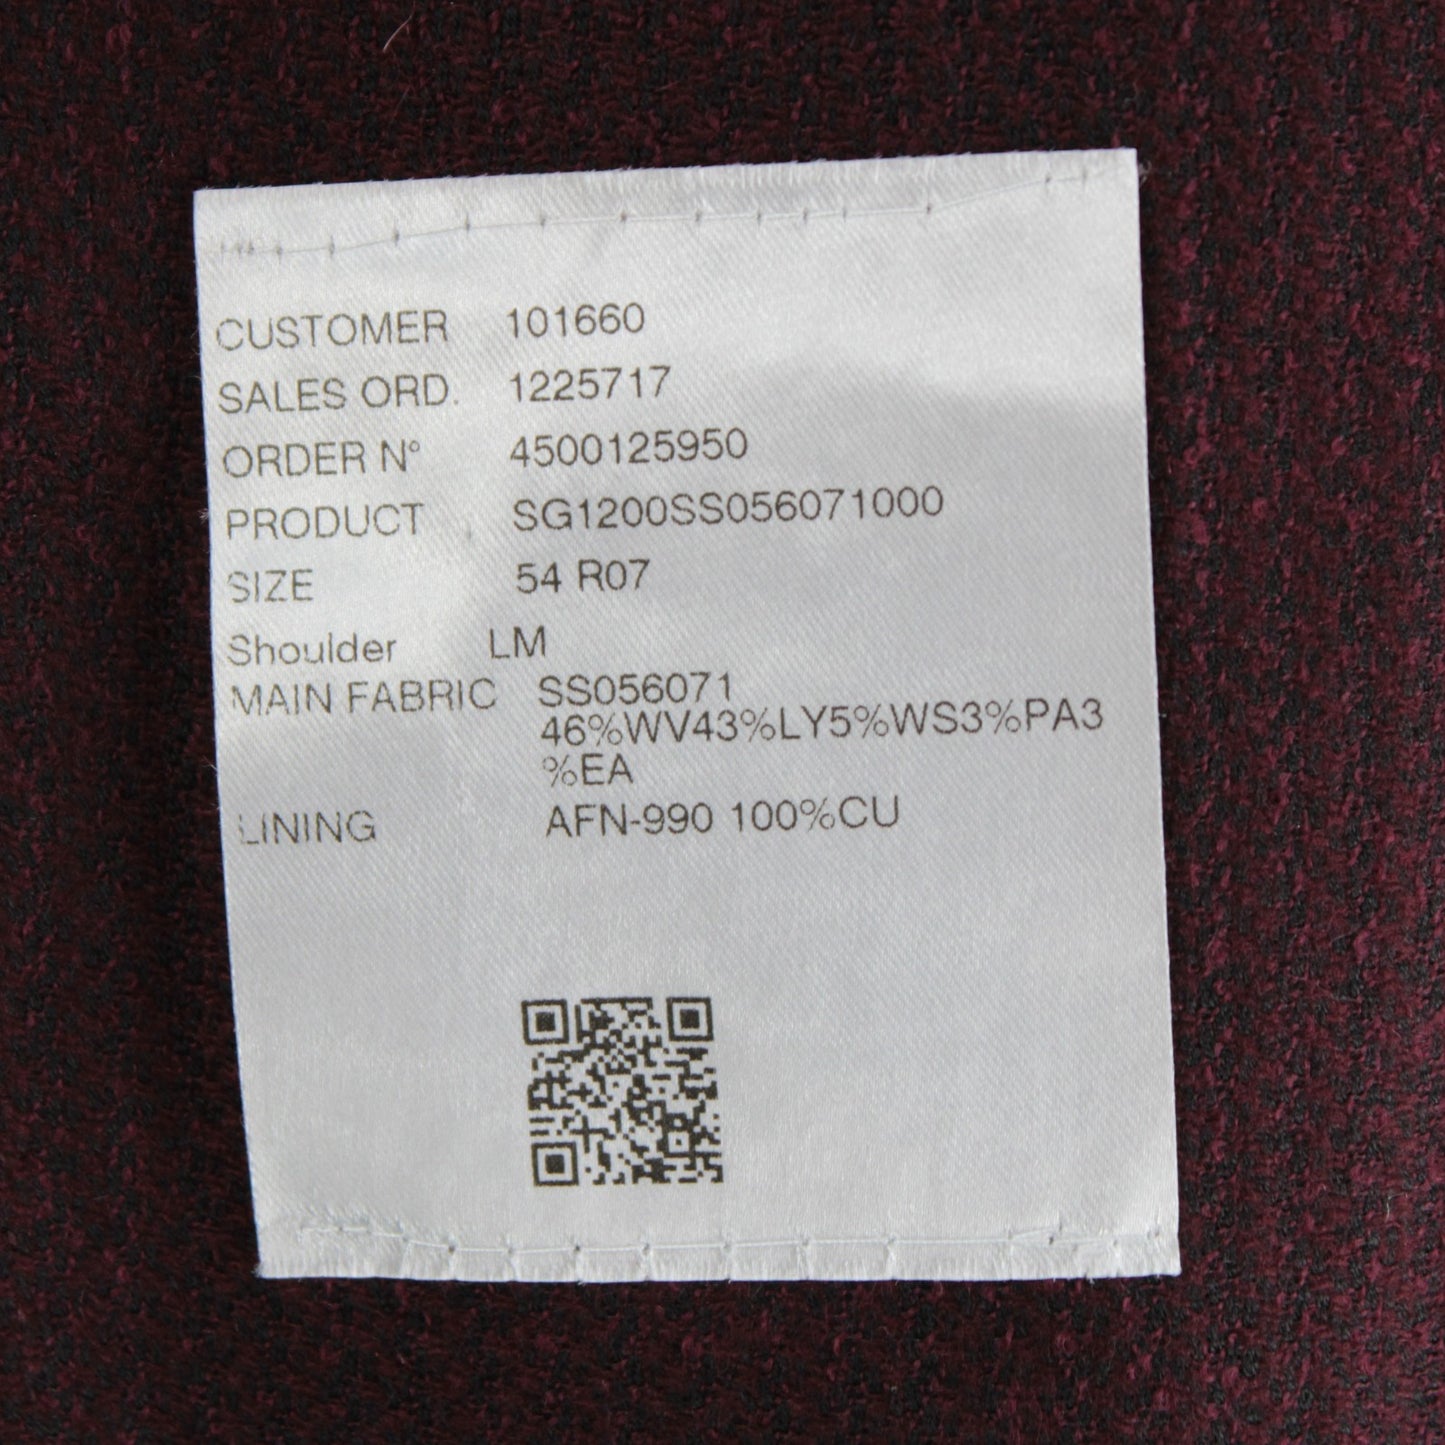 CUSTOMER 101660
SALES ORD. 1225717
ORDER N° 4500125950
PRODUCT SG1200SS056071000
SIZE 54 R07
Shoulder LM
MAIN FABRIC SS056071
46%WV43%LY5%WS3%PA3
%EA
LINING AFN-990 100%CU